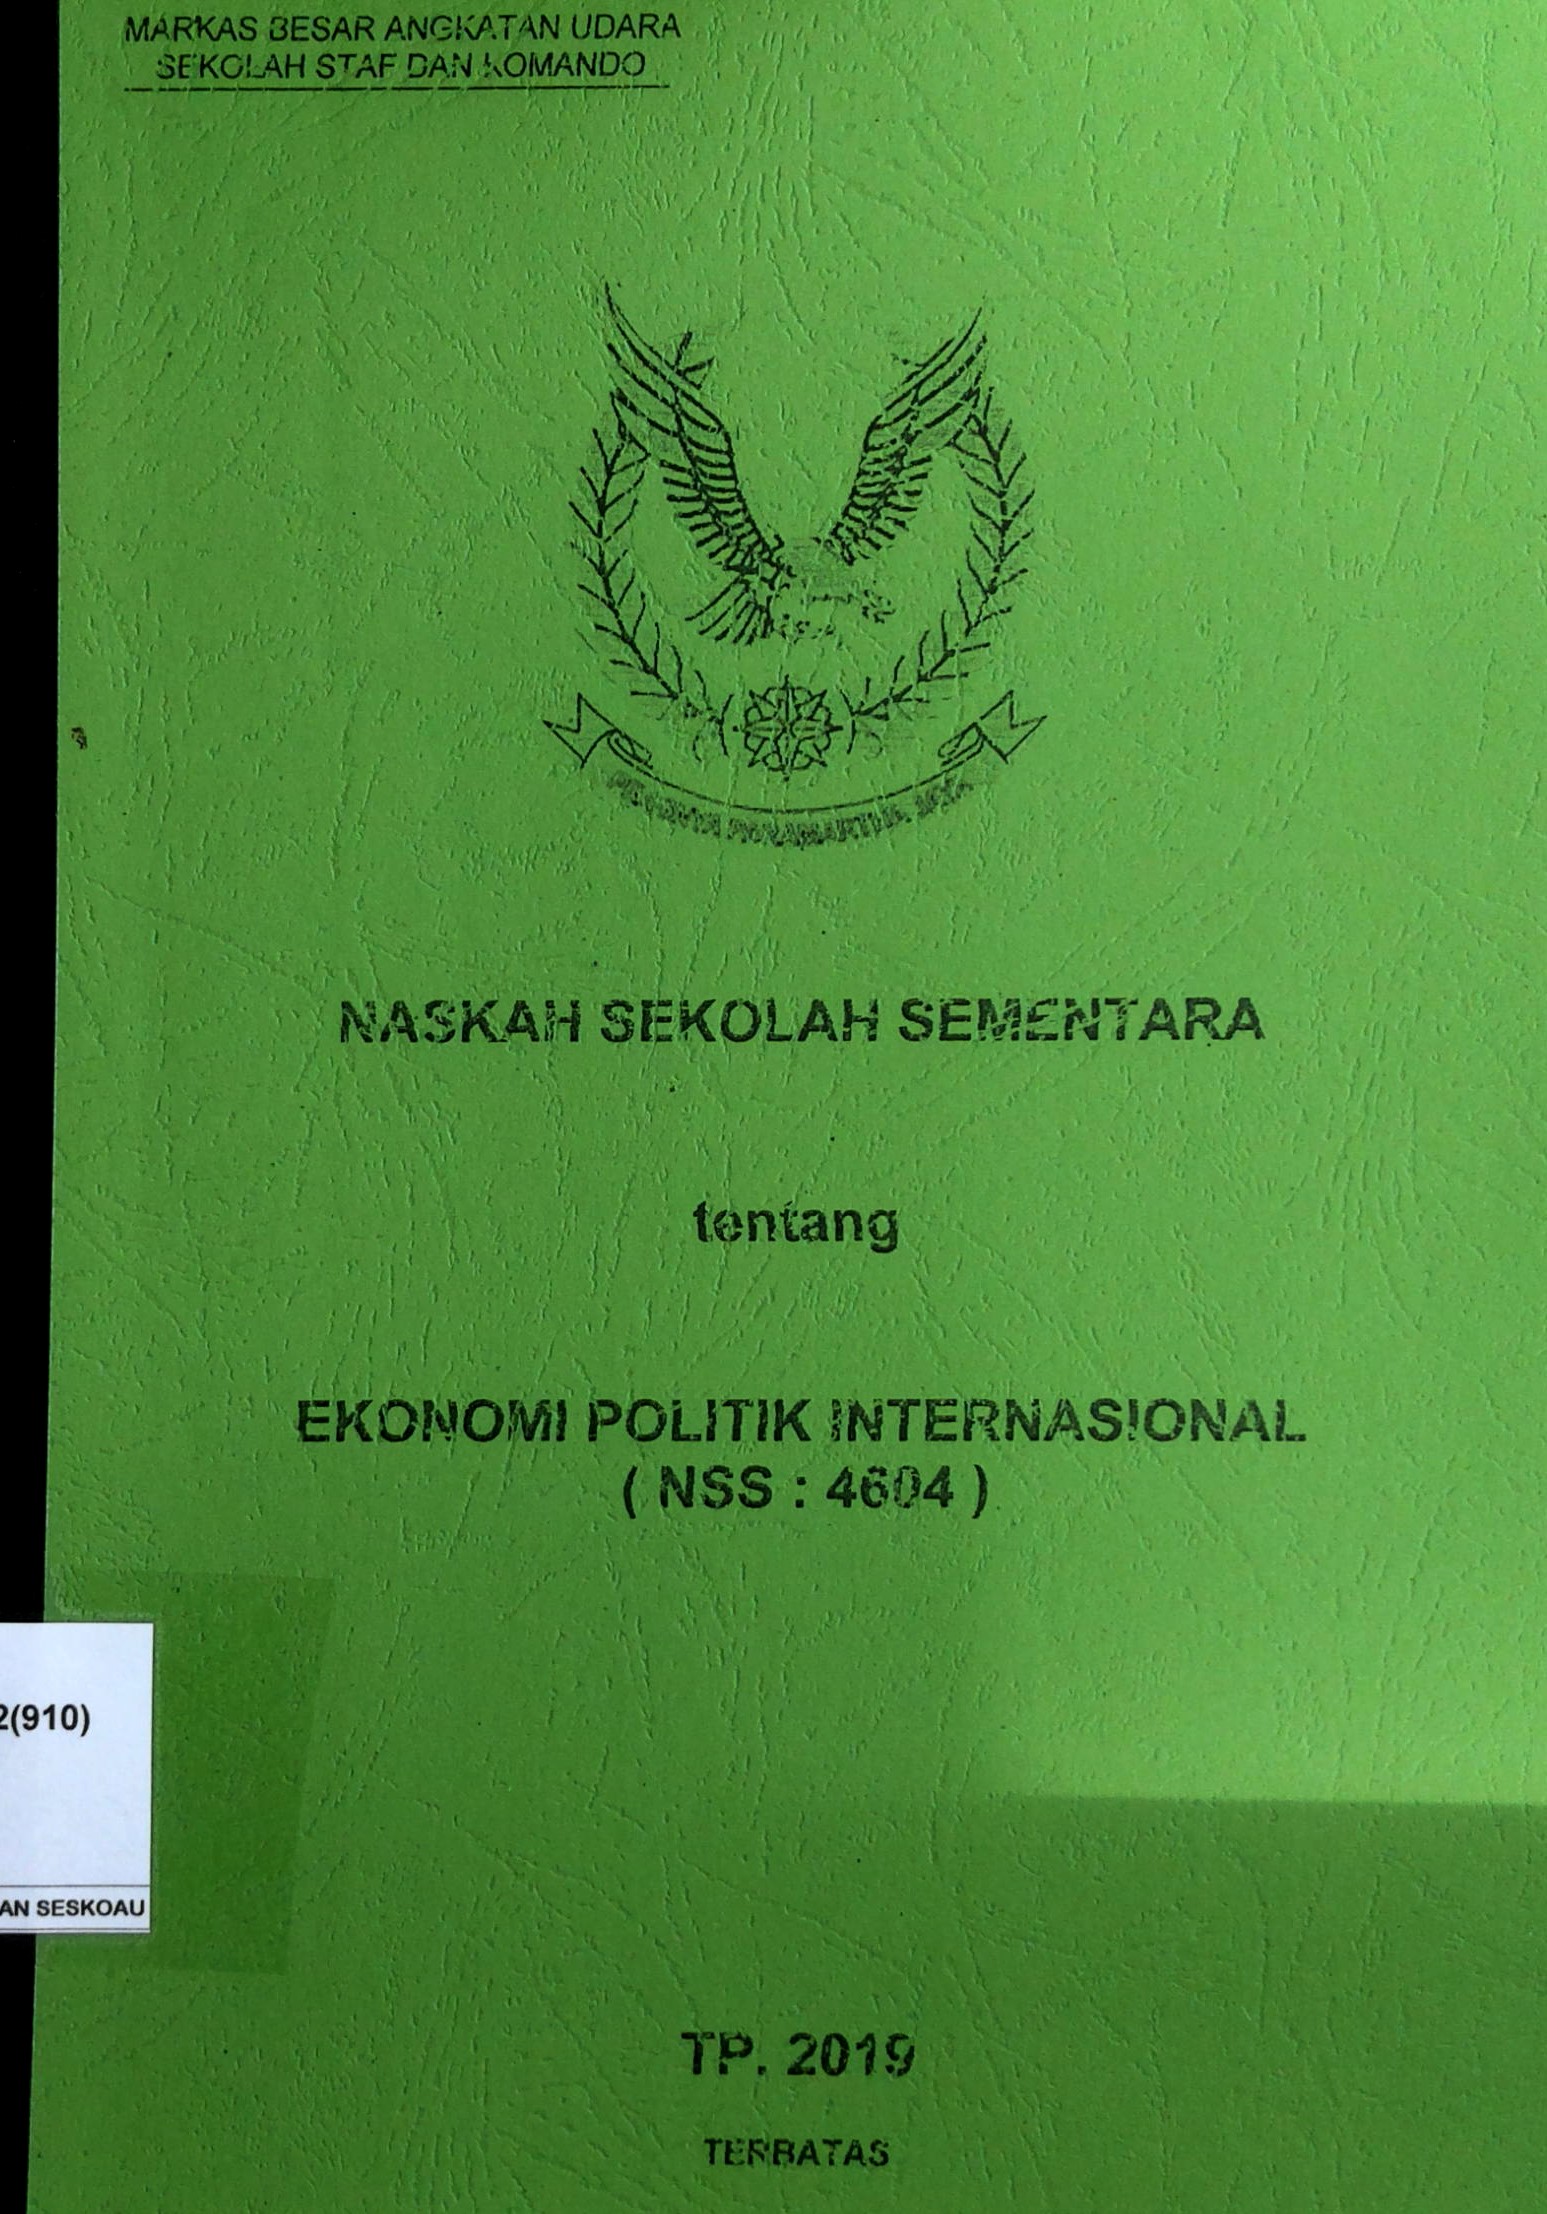 MARKAS BESAR ANGKATAN UDARA
SEKOLAH STAF DAN KOMANDO
NASKAH SEKOLAH SEMENTARA
tentang
EKONOMI POLITIK INTERNASIONAL
( NSS : 4604 )
2(910)
AN SESKOAU
TP. 2019
TERBATAS